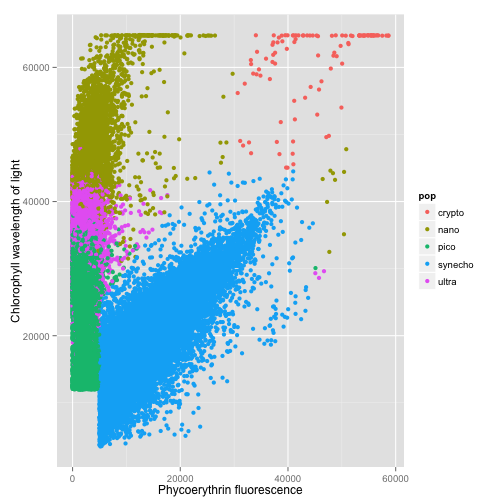 Chlorophyll wavelength of light
60000
40000
20000
0
20000
40000
60000
Phycoerythrin fluorescence
pop
crypto
nano
pico
synecho
ultra